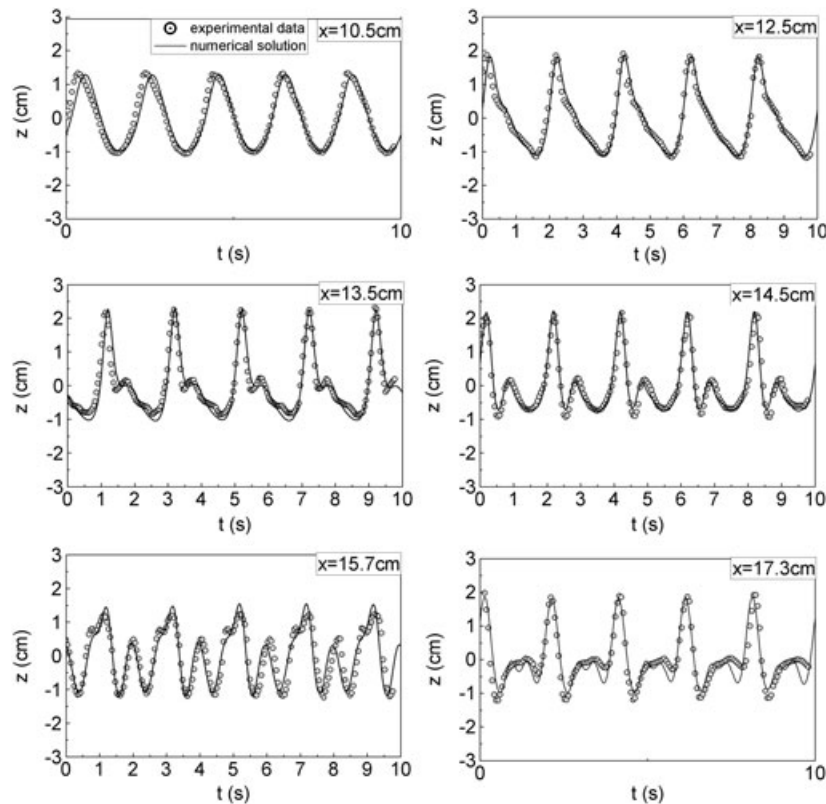 experimental data
numerical solution
x=10.5cm
z (cm)
3
2
1
0
-1
-2
-3
0
10
t (s)
x=12.5cm
z (cm)
3
2
1
0
-1
-2
-3
0 1 2 3 4 5 6 7 8 9 10
t (s)
x=13.5cm
z (cm)
3
2
1
0
-1
-2
-3
0 1 2 3 4 5 6 7 8 9 10
t (s)
x=14.5cm
z (cm)
3
2
1
0
-1
-2
-3
0 1 2 3 4 5 6 7 8 9 10
t (s)
x=15.7cm
z (cm)
3
2
1
0
-1
-2
-3
0 1 2 3 4 5 6 7 8 9 10
t (s)
x=17.3cm
z (cm)
3
2
1
0
-1
-2
-3
0
10
t (s)